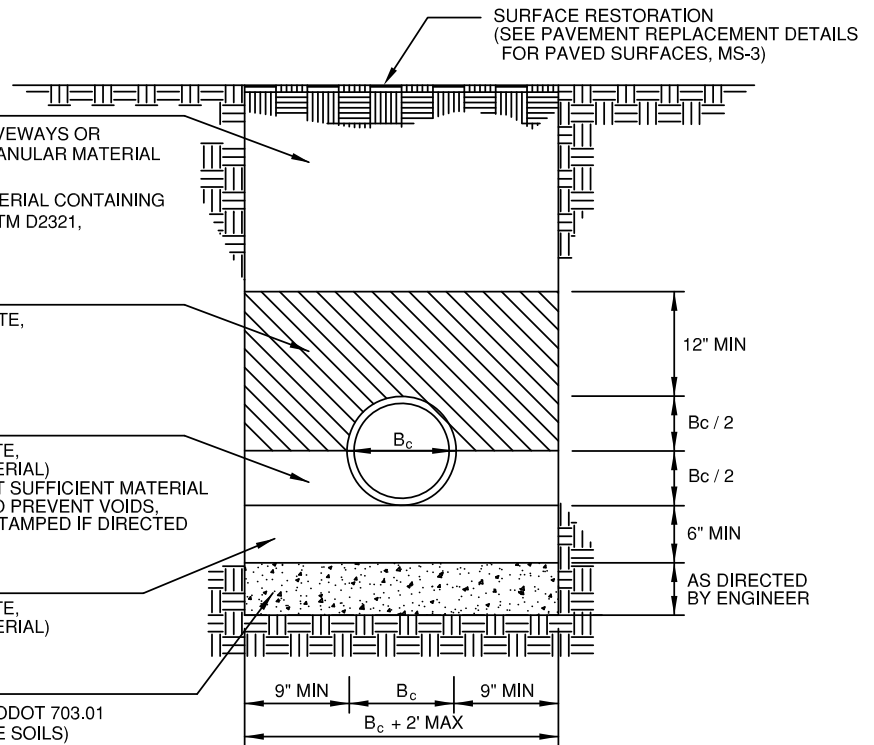 SURFACE RESTORATION
(SEE PAVEMENT REPLACEMENT DETAILS
FOR PAVED SURFACES, MS-3)
VEWAYS OR
ANULAR MATERIAL
ERIAL CONTAINING
TM D2321,
TE,
12" MIN
Bc / 2
Bc
TE,
ERIAL)
T SUFFICIENT MATERIAL
O PREVENT VOIDS,
TAMPED IF DIRECTED
Bc / 2
6" MIN
AS DIRECTED
BY ENGINEER
TE,
ERIAL)
9" MIN
Bc
9" MIN
Bc + 2' MAX
ODOT 703.01
E SOILS)